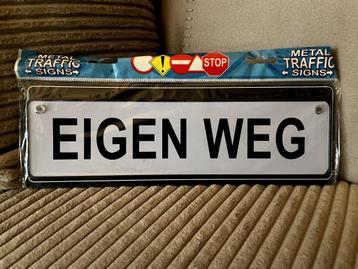 METAL
TRAFFIC
SIGNS
STOP
METAL
TRAFFIC
SIGNS
EIGEN WEG